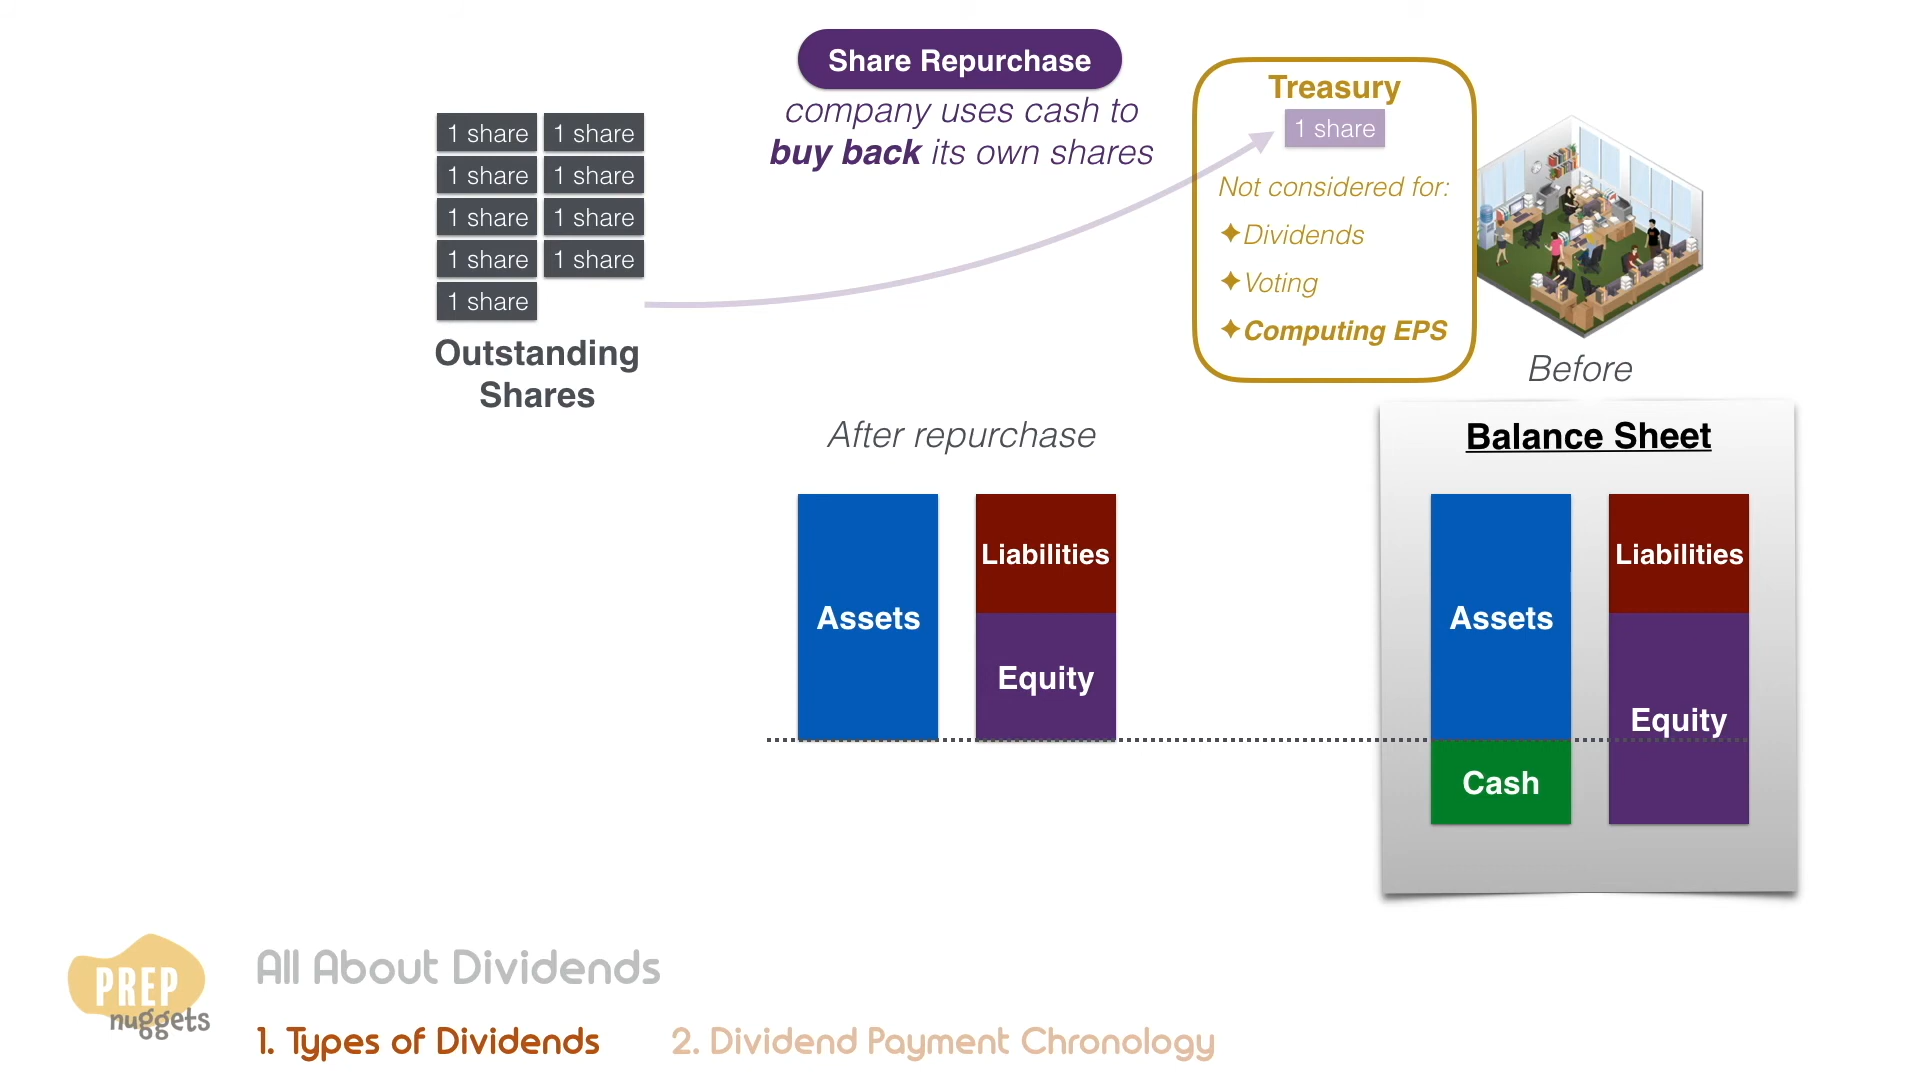 Share Repurchase
company uses cash to
buy back its own shares
1 share 1 share
1 share 1 share
1 share 1 share
1 share 1 share
1 share
Outstanding
Shares
Treasury
1 share
Not considered for:
✦Dividends
✦Voting
✦Computing EPS
Before
After repurchase
Assets
Liabilities
Equity
Balance Sheet
Assets
Liabilities
Equity
Cash
PREP
nuggets
All About Dividends
1. Types of Dividends
2. Dividend Payment Chronology